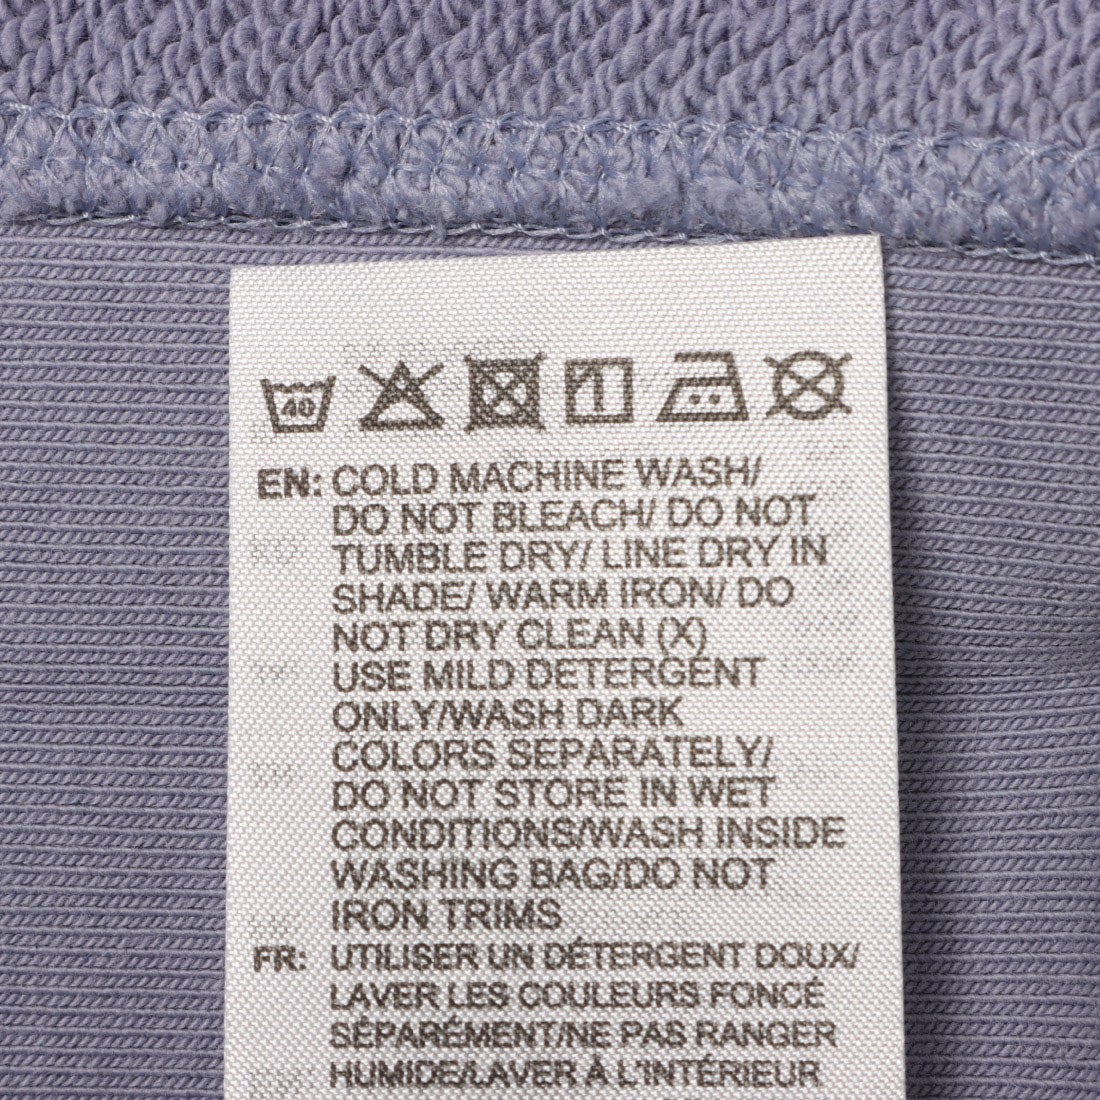 40 1
EN: COLD MACHINE WASH/
DO NOT BLEACH/ DO NOT
TUMBLE DRY/ LINE DRY IN
SHADE/ WARM IRON/ DO
NOT DRY CLEAN (X)
USE MILD DETERGENT
ONLY/WASH DARK
COLORS SEPARATELY/
DO NOT STORE IN WET
CONDITIONS/WASH INSIDE
WASHING BAG/DO NOT
IRON TRIMS
FR: UTILISER UN DÉTERGENT DOUX/
LAVER LES COULEURS FONCÉ
SÉPARÉMENT/NE PAS RANGER
HUMIDE/LAVER À L'INTÉRIEUR